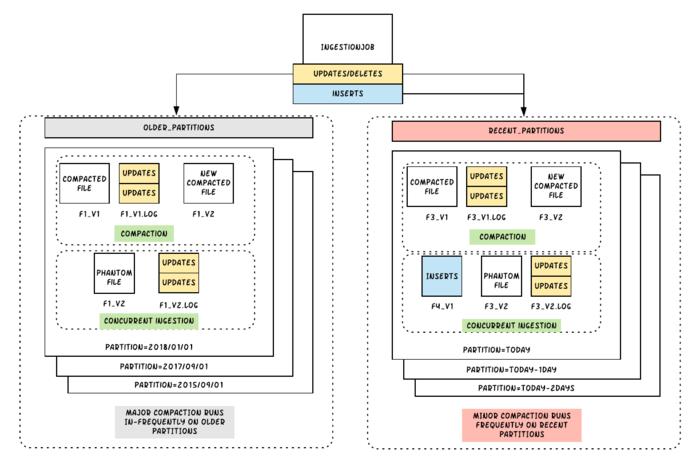 INGESTIONJOB
UPDATES/DELETES
INSERTS
OLDER_PARTITIONS
COMPACTED
FILE
UPDATES
UPDATES
NEW
COMPACTED
FILE
F1_V1
F1_V1.LOG
F1_V2
COMPACTION
PHANTOM
FILE
UPDATES
UPDATES
F1_V2
F1_V2.LOG
CONCURRENT INGESTION
PARTITION=2018/01/01
PARTITION=2017/09/01
PARTITION=2015/09/01
MAJOR COMPACTION RUNS
IN-FREQUENTLY ON OLDER
PARTITIONS
RECENT_PARTITIONS
COMPACTED
FILE
UPDATES
UPDATES
NEW
COMPACTED
FILE
F3_V1
F3_V1.LOG
F3_V2
COMPACTION
INSERTS
PHANTOM
FILE
UPDATES
UPDATES
F4_V1
F3_V2
F3_V2.LOG
CONCURRENT INGESTION
PARTITION=TODAY
PARTITION=TODAY-1DAY
PARTITION=TODAY-2DAYS
MINOR COMPACTION RUNS
FREQUENTLY ON RECENT
PARTITIONS